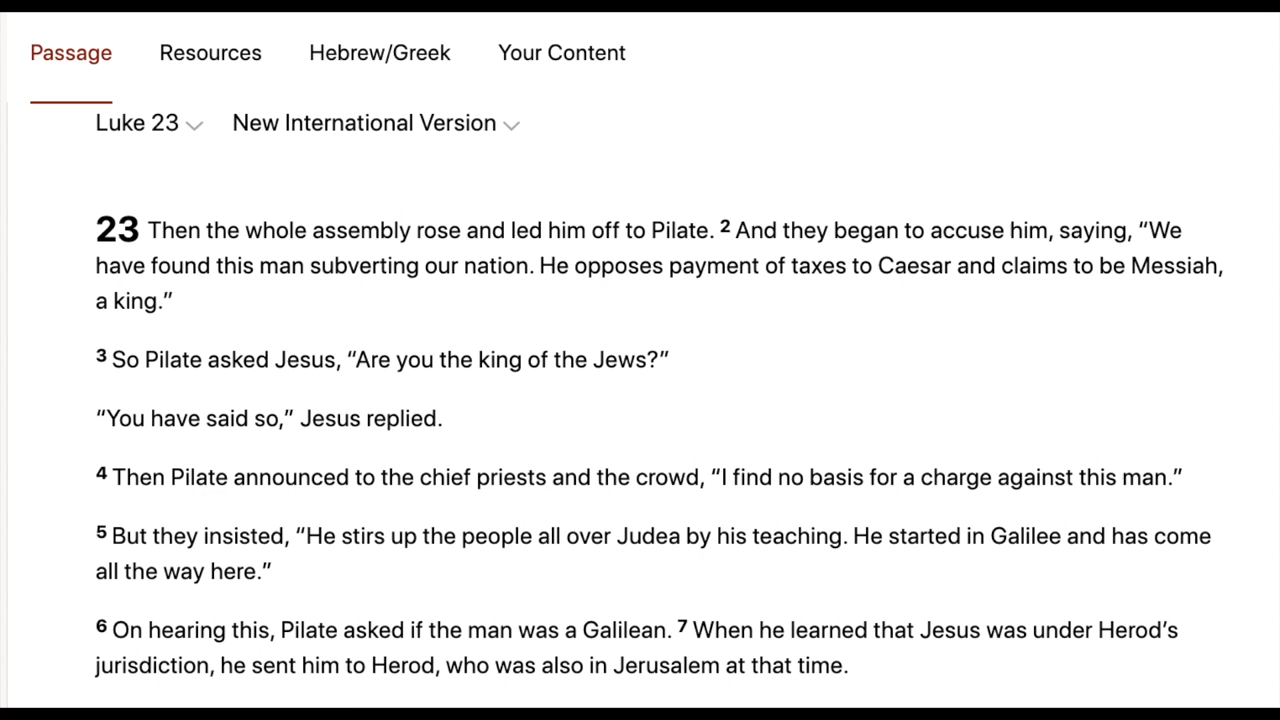 Passage Resources Hebrew/Greek Your Content
Luke 23 New International Version
23 Then the whole assembly rose and led him off to Pilate. 2 And they began to accuse him, saying, “We
have found this man subverting our nation. He opposes payment of taxes to Caesar and claims to be Messiah,
a king.”
3 So Pilate asked Jesus, “Are you the king of the Jews?”
“You have said so,” Jesus replied.
4 Then Pilate announced to the chief priests and the crowd, “I find no basis for a charge against this man.”
5 But they insisted, “He stirs up the people all over Judea by his teaching. He started in Galilee and has come
all the way here.”
6 On hearing this, Pilate asked if the man was a Galilean. 7 When he learned that Jesus was under Herod’s
jurisdiction, he sent him to Herod, who was also in Jerusalem at that time.